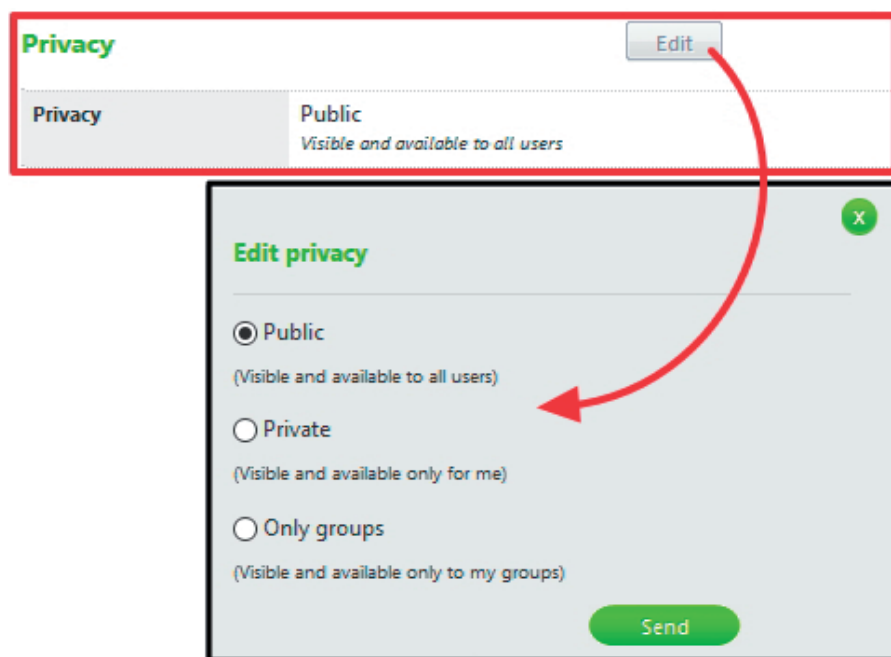 Privacy
Edit
Privacy
Public
Visible and available to all users
x
Edit privacy
Public
(Visible and available to all users)
Private
(Visible and available only for me)
Only groups
(Visible and available only to my groups)
Send